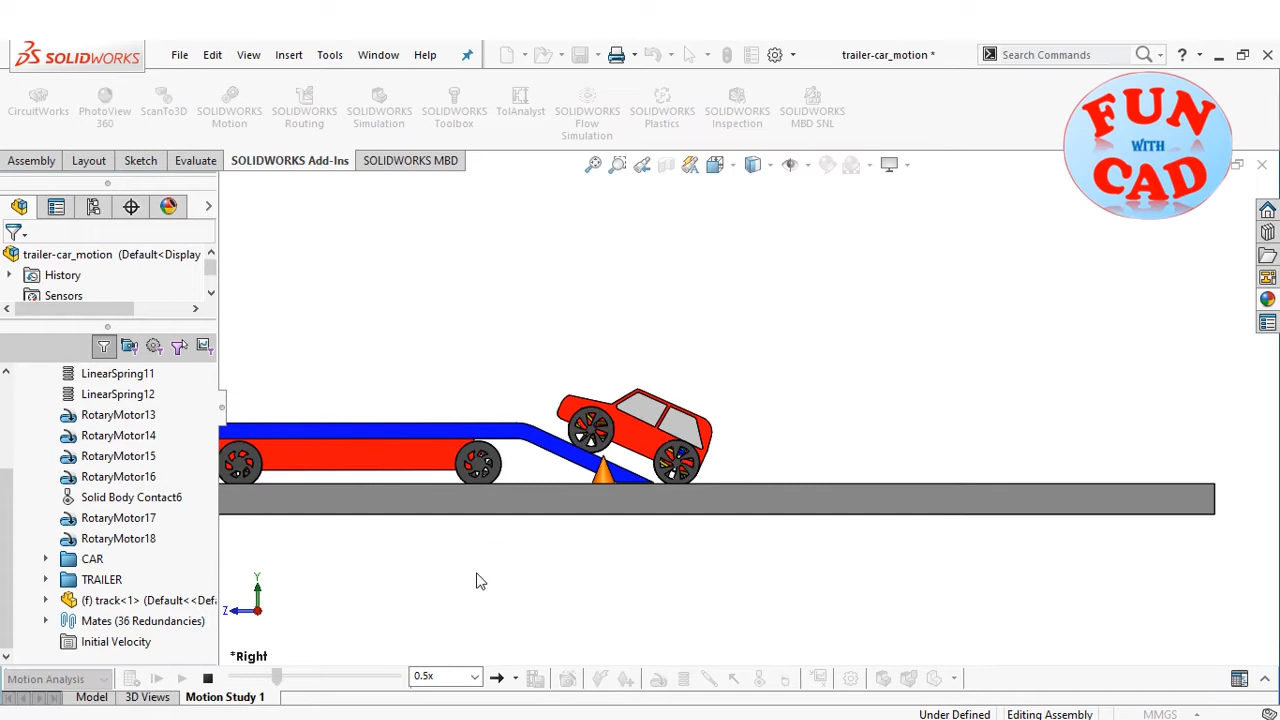 SOLIDWORKS File Edit View Insert Tools Window Help trailer-car_motion * Search Commands ?
CircuitWorks PhotoView 360 ScanTo3D SOLIDWORKS Motion SOLIDWORKS Routing SOLIDWORKS Simulation SOLIDWORKS Toolbox TolAnalyst SOLIDWORKS Flow Simulation SOLIDWORKS Plastics SOLIDWORKS Inspection SOLIDWORKS MBD SNL
FUN
WITH
CAD
Assembly Layout Sketch Evaluate SOLIDWORKS Add-Ins SOLIDWORKS MBD
trailer-car_motion (Default<Display
History
Sensors
LinearSpring11
LinearSpring12
RotaryMotor13
RotaryMotor14
RotaryMotor15
RotaryMotor16
Solid Body Contact6
RotaryMotor17
RotaryMotor18
CAR
TRAILER
(f) track<1> (Default<<Def
Mates (36 Redundancies)
Initial Velocity
Y
Z
*Right
Motion Analysis 0.5x
Model 3D Views Motion Study 1
Under Defined Editing Assembly MMGS